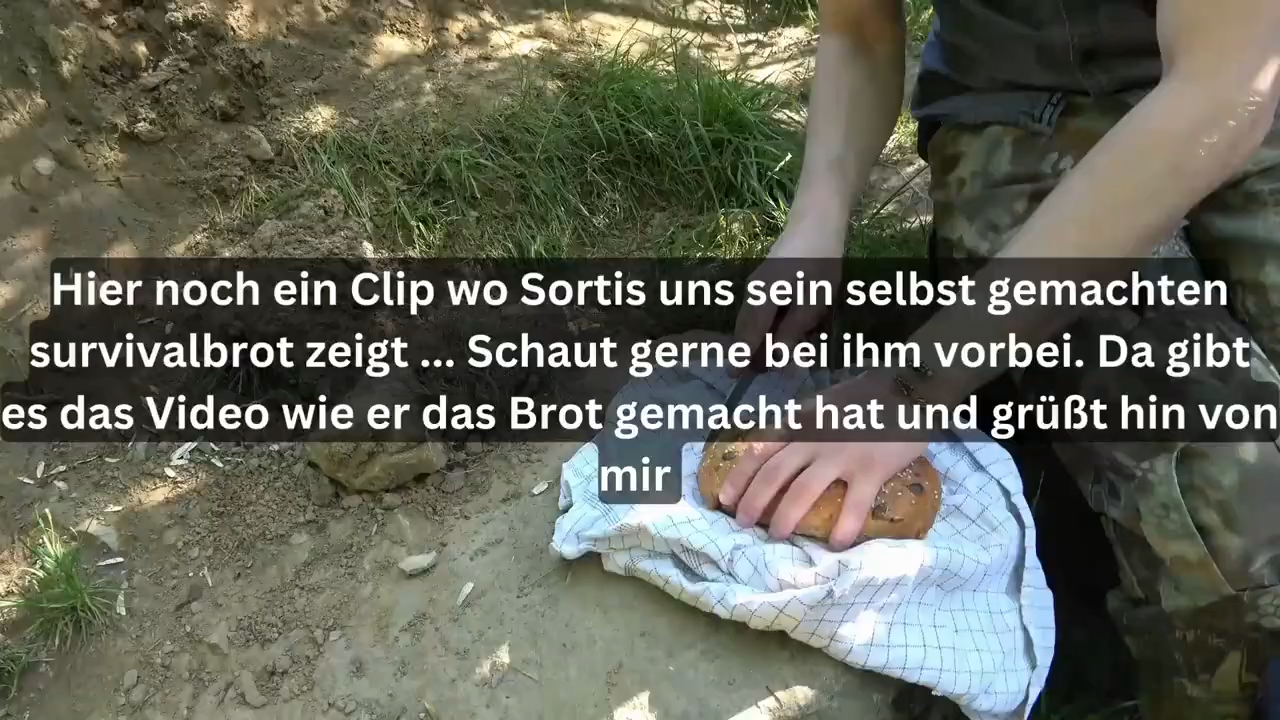 Hier noch ein Clip wo Sortis uns sein selbst gemachten
survivalbrot zeigt ... Schaut gerne bei ihm vorbei. Da gibt
es das Video wie er das Brot gemacht hat und grüßt hin von
mir